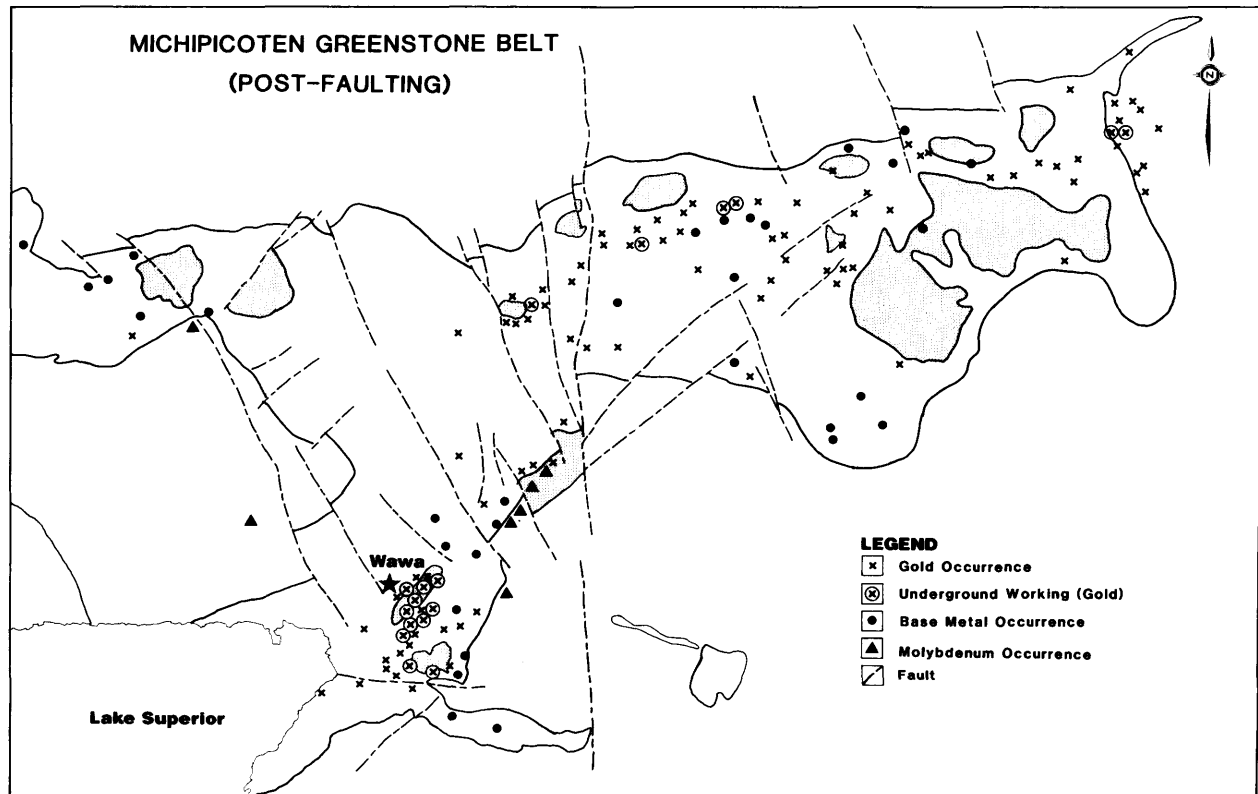 MICHIPICOTEN GREENSTONE BELT
(POST-FAULTING)
N
Wawa
Lake Superior
LEGEND
Gold Occurrence
Underground Working (Gold)
Base Metal Occurrence
Molybdenum Occurrence
Fault